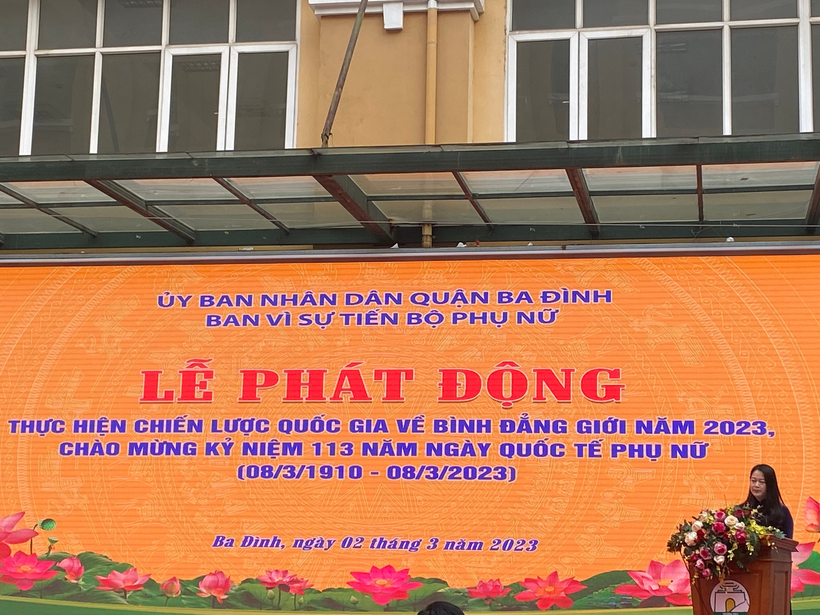 ỦY BAN NHÂN DÂN QUẬN BA ĐÌNH
BAN VÌ SỰ TIẾN BỘ PHỤ NỮ
LỄ PHÁT ĐỘNG
THỰC HIỆN CHIẾN LƯỢC QUỐC GIA VỀ BÌNH ĐẲNG GIỚI NĂM 2023,
CHÀO MỪNG KỶ NIỆM 113 NĂM NGÀY QUỐC TẾ PHỤ NỮ
(08/3/1910 - 08/3/2023)
Ba Đình, ngày 02 tháng 3 năm 2023